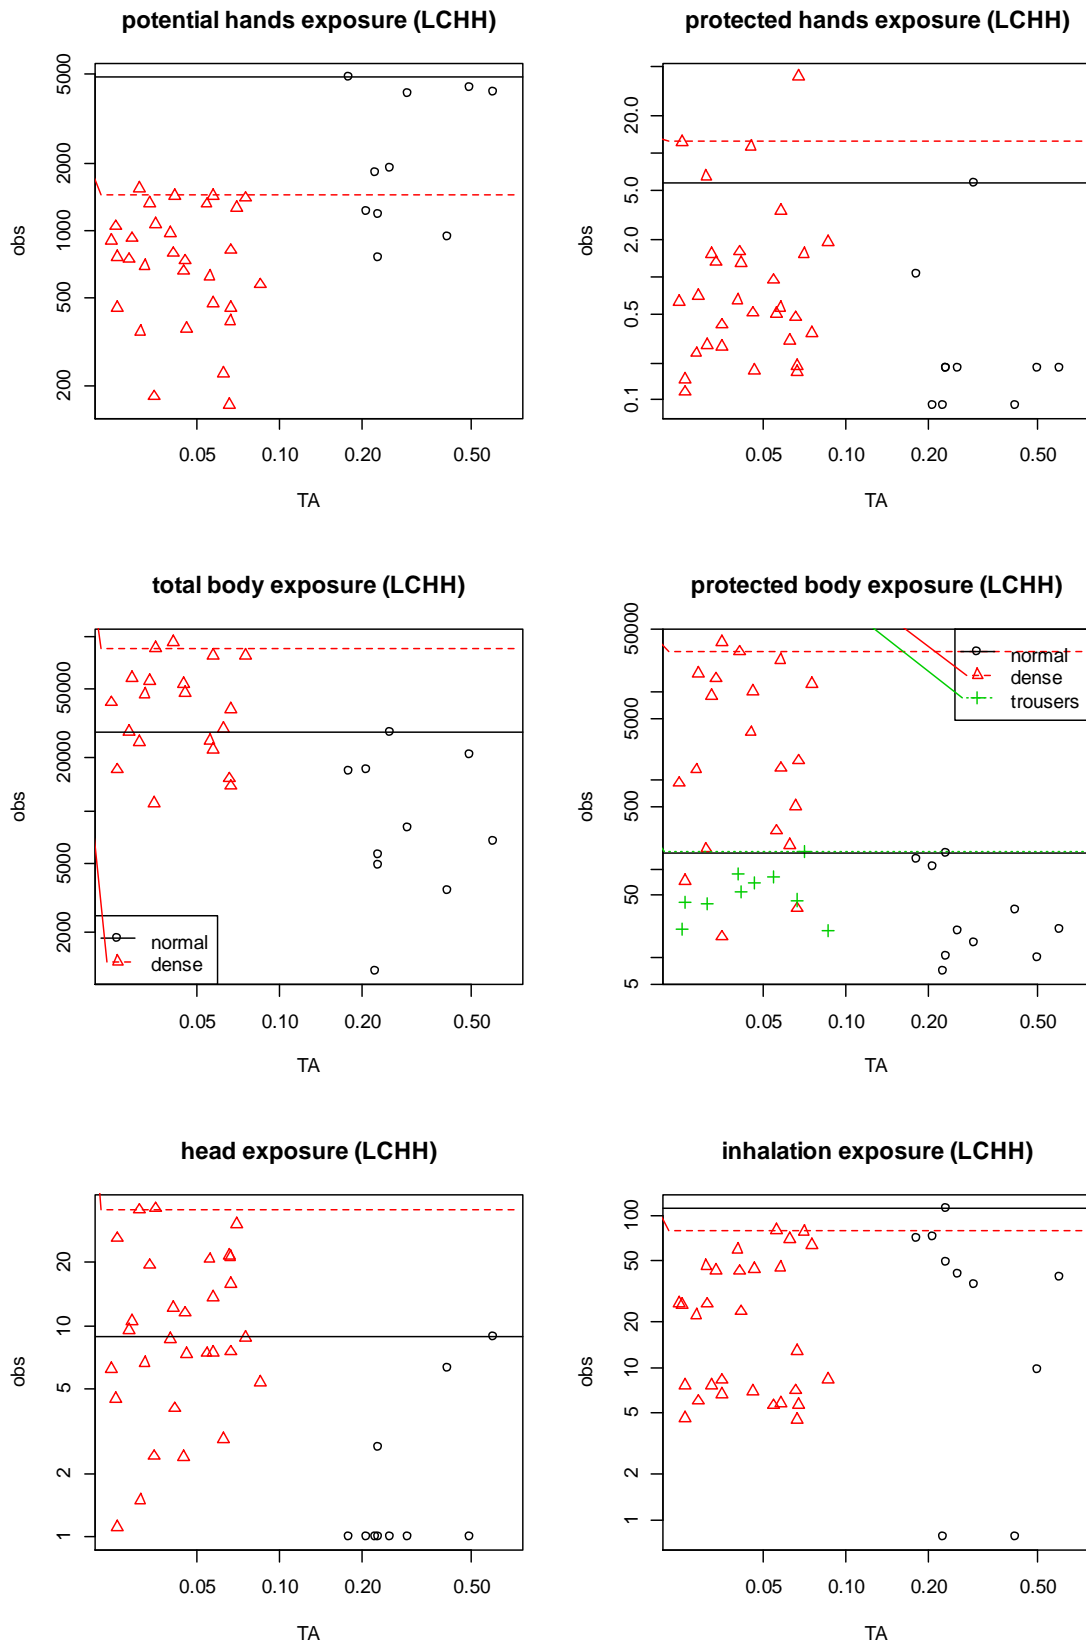 potential hands exposure (LCHH)
obs
5000
2000
1000
500
200
0.05 0.10 0.20 0.50
TA
protected hands exposure (LCHH)
obs
20.0
5.0
2.0
0.5
0.1
0.05 0.10 0.20 0.50
TA
total body exposure (LCHH)
obs
50000
20000
5000
2000
normal
dense
0.05 0.10 0.20 0.50
TA
protected body exposure (LCHH)
obs
50000
5000
500
50
5
normal
dense
trousers
0.05 0.10 0.20 0.50
TA
head exposure (LCHH)
obs
20
10
5
2
1
0.05 0.10 0.20 0.50
TA
inhalation exposure (LCHH)
obs
100
50
20
10
5
2
1
0.05 0.10 0.20 0.50
TA